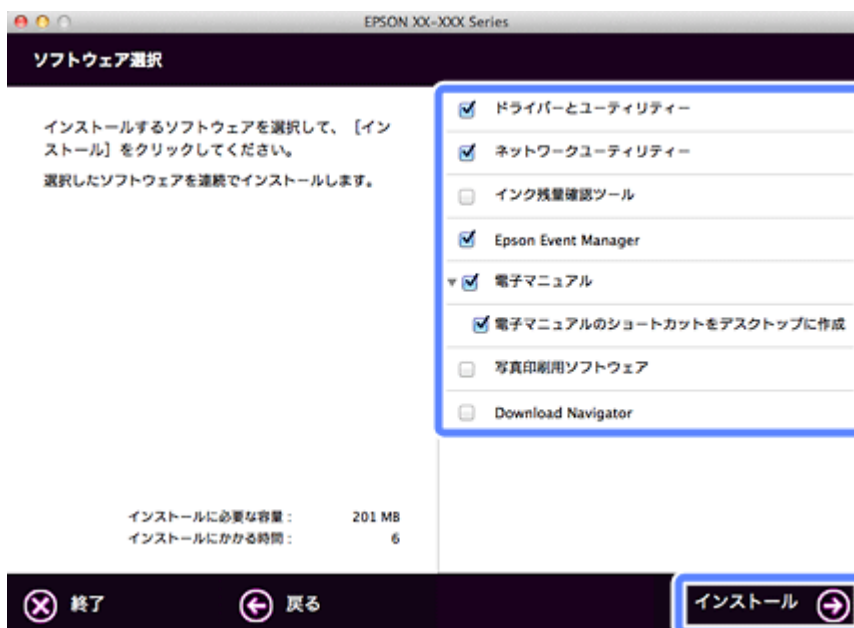 EPSON XX-XXX Series
ソフトウェア選択
インストールするソフトウェアを選択して、［イン
ストール］をクリックしてください。
選択したソフトウェアを連続でインストールします。
ドライバーとユーティリティー
ネットワークユーティリティー
インク残量確認ツール
Epson Event Manager
電子マニュアル
電子マニュアルのショートカットをデスクトップに作成
写真印刷用ソフトウェア
Download Navigator
インストールに必要な容量： 201 MB
インストールにかかる時間： 6
終了
戻る
インストール